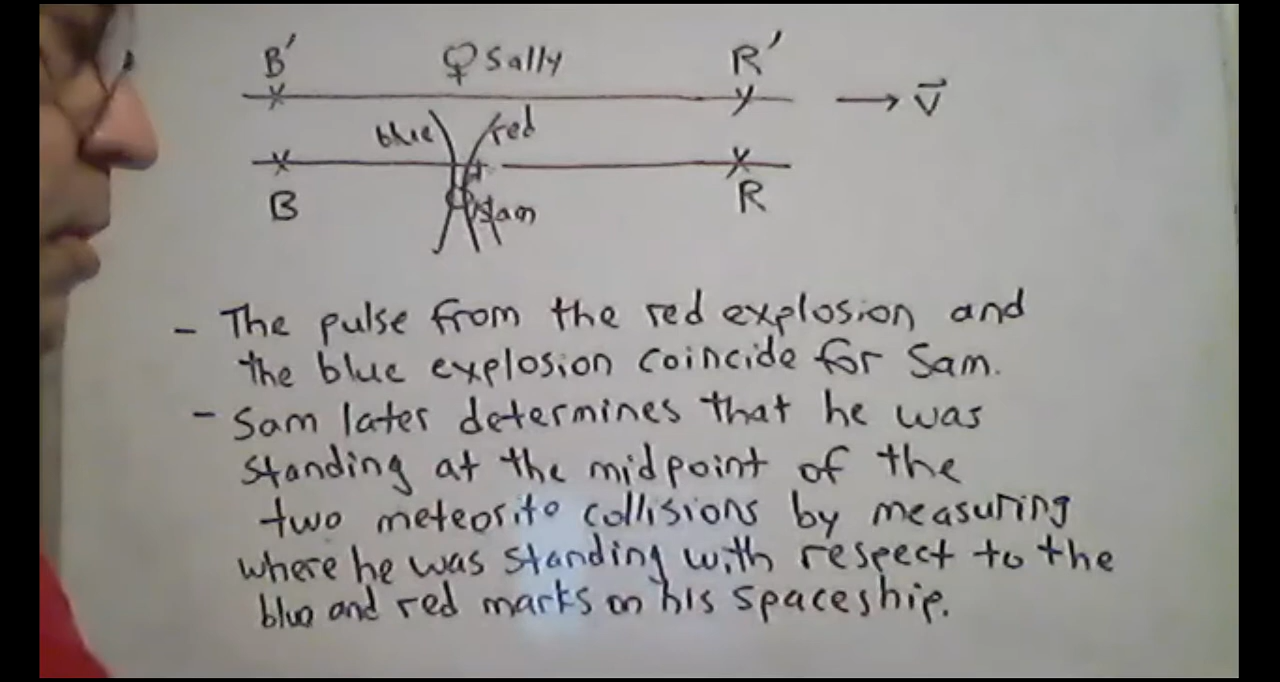 B' ♀ Sally R'
→ V
blue red
B Sam R
- The pulse from the red explosion and
the blue explosion coincide for Sam.
- Sam later determines that he was
standing at the midpoint of the
two meteorite collisions by measuring
where he was standing with respect to the
blue and red marks on his spaceship.